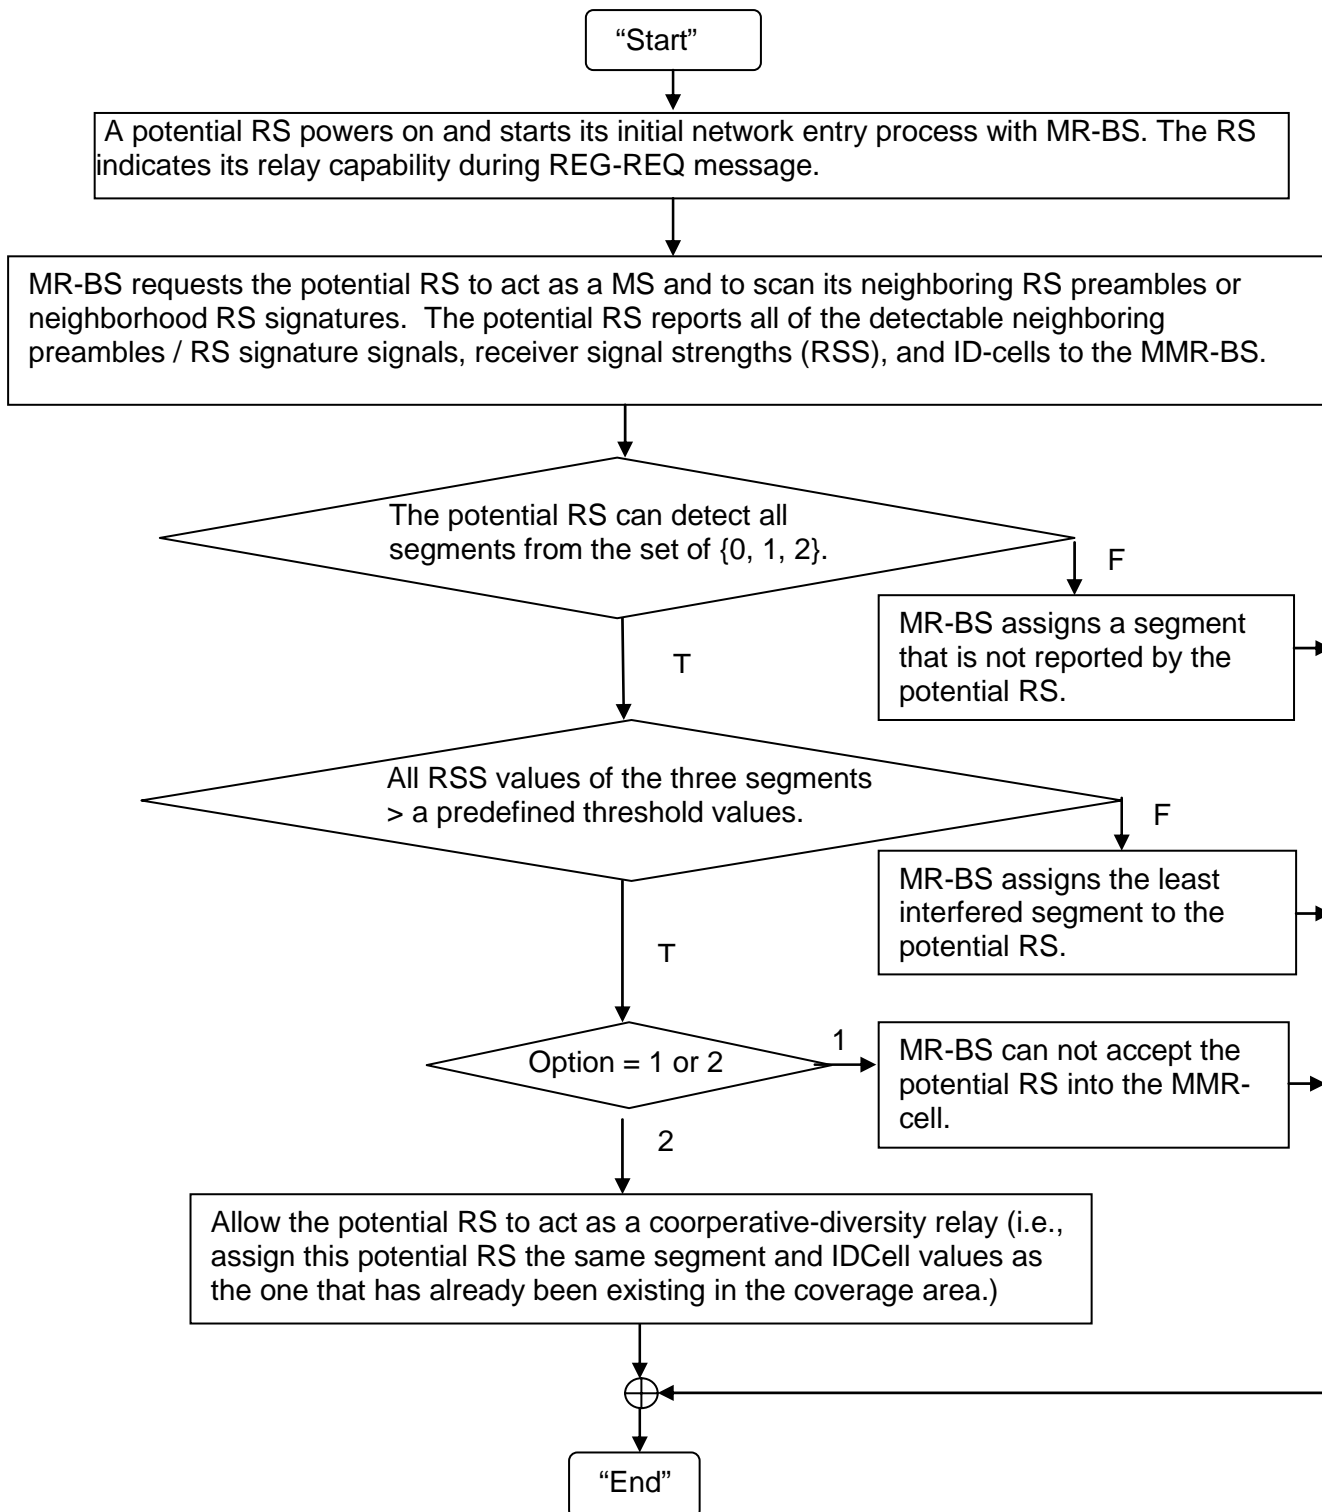 “Start”
A potential RS powers on and starts its initial network entry process with MR-BS. The RS
indicates its relay capability during REG-REQ message.
MR-BS requests the potential RS to act as a MS and to scan its neighboring RS preambles or
neighborhood RS signatures.  The potential RS reports all of the detectable neighboring
preambles / RS signature signals, receiver signal strengths (RSS), and ID-cells to the MMR-BS.
The potential RS can detect all
segments from the set of {0, 1, 2}.
F
MR-BS assigns a segment
that is not reported by the
potential RS.
T
All RSS values of the three segments
> a predefined threshold values.
F
MR-BS assigns the least
interfered segment to the
potential RS.
T
Option = 1 or 2
1
MR-BS can not accept the
potential RS into the MMR-
cell.
2
Allow the potential RS to act as a coorperative-diversity relay (i.e.,
assign this potential RS the same segment and IDCell values as
the one that has already been existing in the coverage area.)
“End”